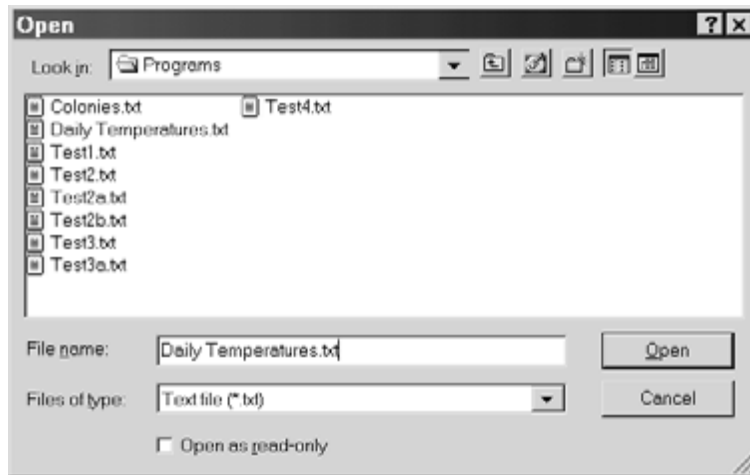 Open
Look in: Programs
Colonies.txt Test4.txt
Daily Temperatures.txt
Test1.txt
Test2.txt
Test2a.txt
Test2b.txt
Test3.txt
Test3a.txt
File name: Daily Temperatures.txt Open
Files of type: Text file (*.txt) Cancel
Open as read-only